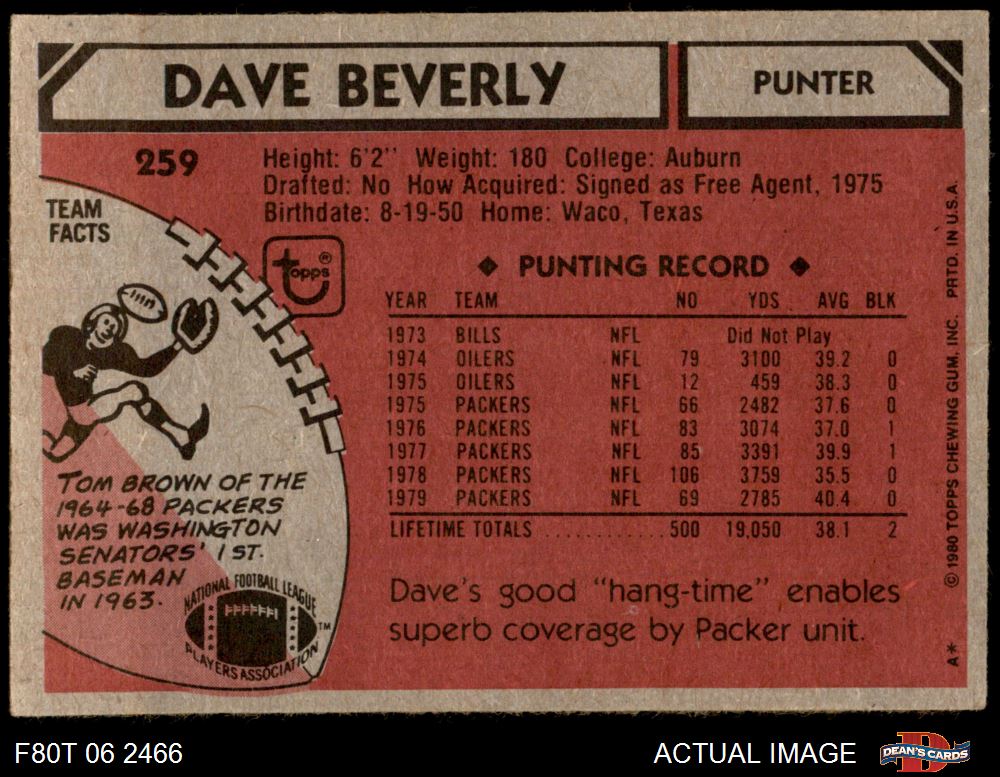 DAVE BEVERLY
PUNTER
259
Height: 6'2" Weight: 180 College: Auburn
Drafted: No How Acquired: Signed as Free Agent, 1975
Birthdate: 8-19-50 Home: Waco, Texas
TEAM
FACTS
topps ®
◆ PUNTING RECORD ◆
YEAR TEAM NO YDS. AVG BLK
1973 BILLS NFL Did Not Play
1974 OILERS NFL 79 3100 39.2 0
1975 OILERS NFL 12 459 38.3 0
1975 PACKERS NFL 66 2482 37.6 0
1976 PACKERS NFL 83 3074 37.0 1
1977 PACKERS NFL 85 3391 39.9 1
1978 PACKERS NFL 106 3759 35.5 0
1979 PACKERS NFL 69 2785 40.4 0
LIFETIME TOTALS ............ 500 19,050 38.1 2
Dave's good "hang-time" enables
superb coverage by Packer unit.
TOM BROWN OF THE
1964-68 PACKERS
WAS WASHINGTON
SENATORS' 1ST.
BASEMAN
IN 1963.
NATIONAL FOOTBALL LEAGUE
PLAYERS ASSOCIATION
TM
A* © 1980 TOPPS CHEWING GUM, INC. PRTD. IN U.S.A.
F80T 06 2466
ACTUAL IMAGE
DEAN'S CARDS